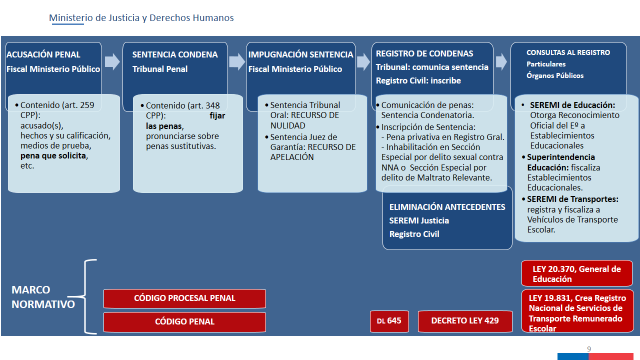 Ministerio de Justicia y Derechos Humanos
ACUSACIÓN PENAL
Fiscal Ministerio Público
• Contenido (art. 259
CPP):
acusado(s),
hechos y su calificación,
medios de prueba,
pena que solicita,
etc.
SENTENCIA CONDENA
Tribunal Penal
• Contenido (art. 348
CPP): fijar
las penas,
pronunciarse sobre
penas sustitutivas.
IMPUGNACIÓN SENTENCIA
Fiscal Ministerio Público
• Sentencia Tribunal
Oral: RECURSO DE
NULIDAD
• Sentencia Juez de
Garantía: RECURSO DE
APELACIÓN
REGISTRO DE CONDENAS
Tribunal: comunica sentencia
Registro Civil: inscribe
• Comunicación de penas:
Sentencia Condenatoria.
• Inscripción de Sentencia:
- Pena privativa en Registro Gral.
- Inhabilitación en Sección
Especial por delito sexual contra
NNA o Sección Especial por
delito de Maltrato Relevante.
ELIMINACIÓN ANTECEDENTES
SEREMI Justicia
Registro Civil
CONSULTAS AL REGISTRO
Particulares
Órganos Públicos
• SEREMI de Educación:
Otorga Reconocimiento
Oficial del Eº a
Establecimientos
Educacionales
• Superintendencia
Educación: fiscaliza
Establecimientos
Educacionales.
• SEREMI de Transportes:
registra y fiscaliza a
Vehículos de Transporte
Escolar.
MARCO
NORMATIVO
CÓDIGO PROCESAL PENAL
CÓDIGO PENAL
DL 645
DECRETO LEY 429
LEY 20.370, General de
Educación
LEY 19.831, Crea Registro
Nacional de Servicios de
Transporte Remunerado
Escolar
9